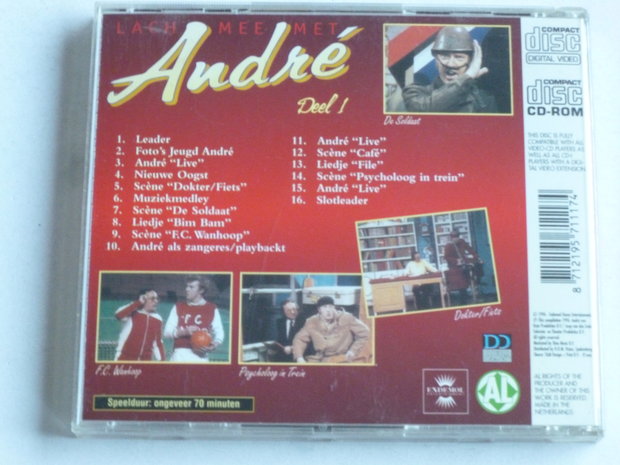 LACH MEE MET
André
Deel 1
De Soldaat
COMPACT
disc
DIGITAL VIDEO
COMPACT
disc
CD-ROM
THIS DISC IS FULLY
COMPATIBLE WITH ALL
VIDEO-CD PLAYERS AS
WELL AS ALL CD-I
PLAYERS WITH A DIGI-
TAL VIDEO EXTENSION
1. Leader
2. Foto's Jeugd André
3. André "Live"
4. Nieuwe Oogst
5. Scène "Dokter/Fiets"
6. Muziekmedley
7. Scène "De Soldaat"
8. Liedje "Bim Bam"
9. Scène "F.C. Wanhoop"
10. André als zangeres/playbackt
11. André "Live"
12. Scène "Café"
13. Liedje "File"
14. Scène "Psycholoog in trein"
15. André "Live"
16. Slotleader
8 712195 711174
Dokter/Fiets
F C
F.C. Wanhoop
Psycholoog in Trein
DD
ENDEMOL
AC
Speelduur: ongeveer 70 minuten
ALL RIGHTS OF THE
PRODUCER AND
THE OWNER OF THIS
WORK IS RESERVED.
MADE IN THE
NETHERLANDS